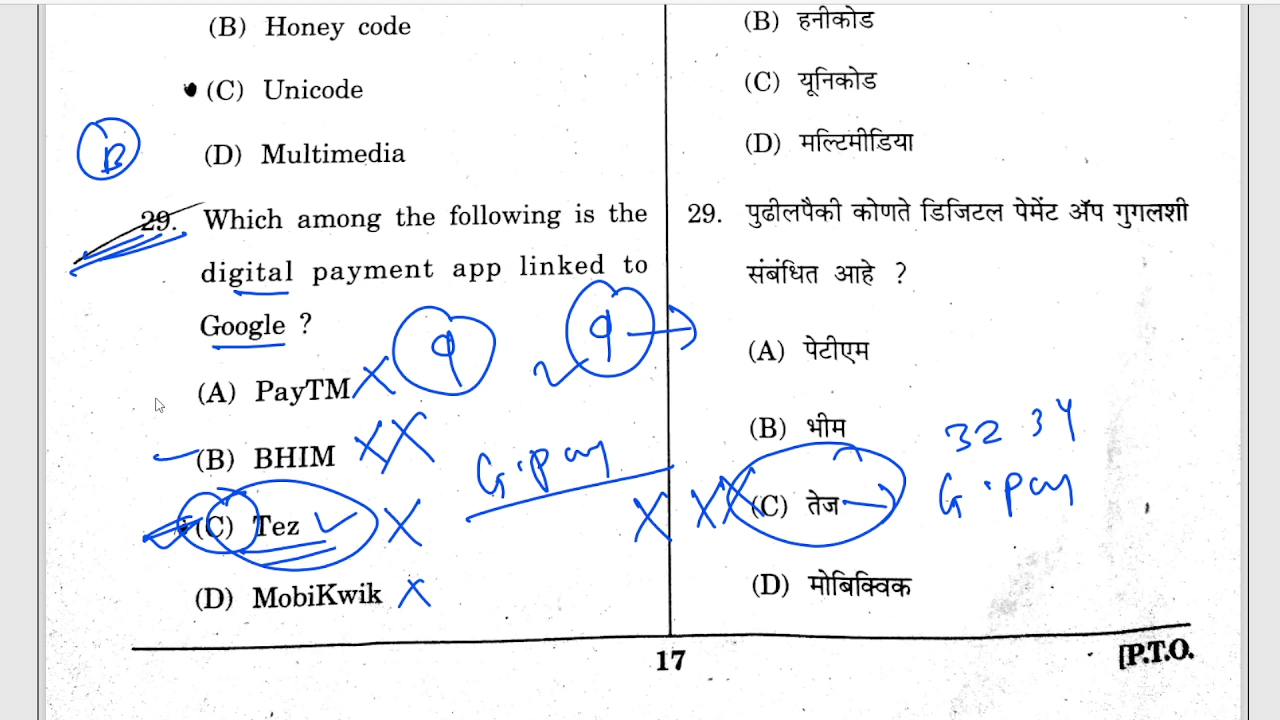 (B) Honey code
(C) Unicode
(D) Multimedia
B
29. Which among the following is the
digital payment app linked to
Google ?
(A) PayTM
(B) BHIM
(C) Tez
(D) MobiKwik
G.pay
(B) हनीकोड
(C) यूनिकोड
(D) मल्टिमीडिया
29. पुढीलपैकी कोणते डिजिटल पेमेंट ॲप गुगलशी
संबंधित आहे ?
(A) पेटीएम
(B) भीम
(C) तेज
(D) मोबिक्विक
32 34
G.pay
17
[P.T.O.